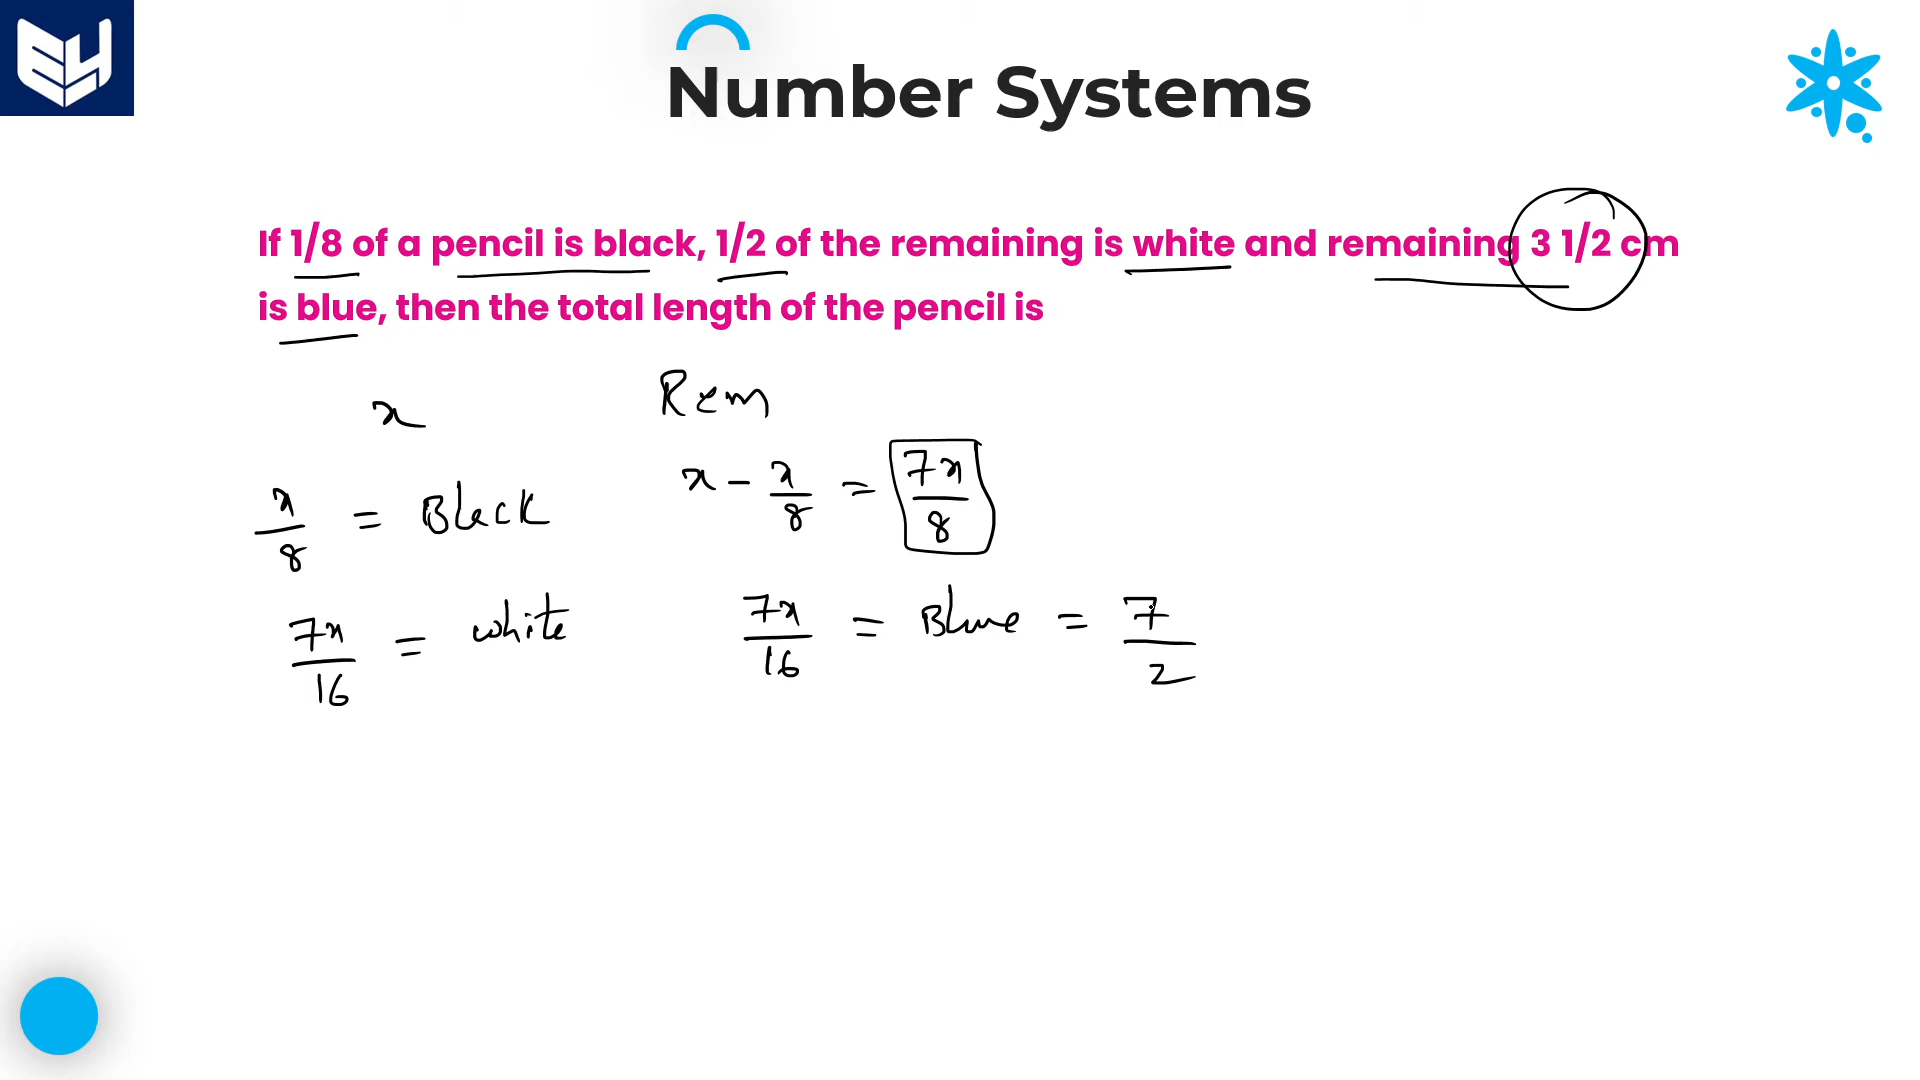 EY
Number Systems
If 1/8 of a pencil is black, 1/2 of the remaining is white and remaining 3 1/2 cm
is blue, then the total length of the pencil is
x
Rem
x/8 = Black
x - x/8 = 7x/8
7x/16 = white
7x/16 = Blue = 7/2